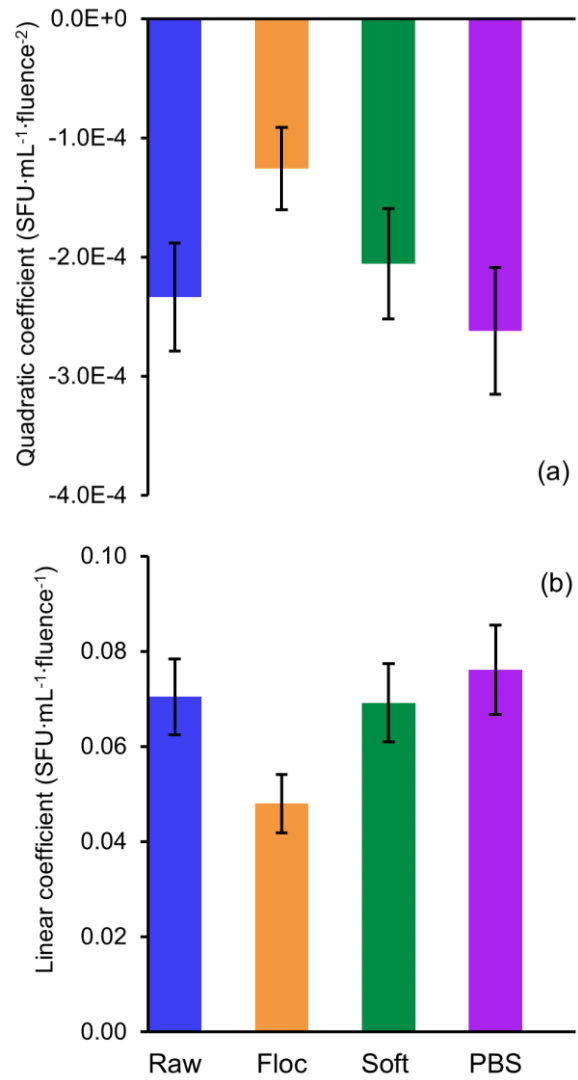 Quadratic coefficient (SFU·mL⁻¹·fluence⁻²)
0.0E+0
-1.0E-4
-2.0E-4
-3.0E-4
-4.0E-4
(a)
Linear coefficient (SFU·mL⁻¹·fluence⁻¹)
0.10
0.08
0.06
0.04
0.02
0.00
(b)
Raw Floc Soft PBS